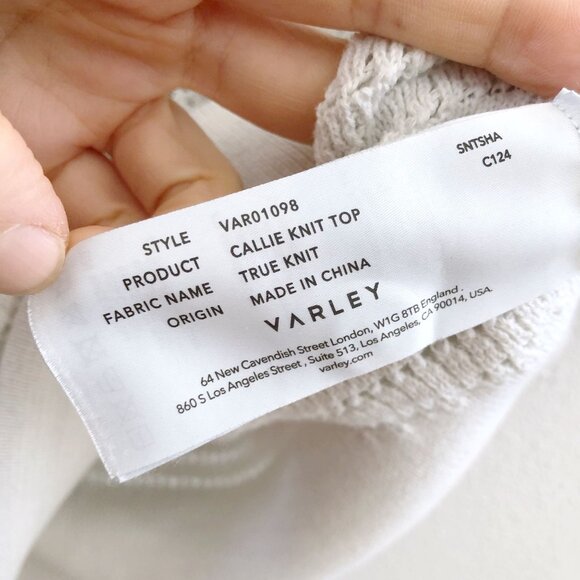 SNTSHA
C124
STYLE VAR01098
PRODUCT CALLIE KNIT TOP
FABRIC NAME TRUE KNIT
ORIGIN MADE IN CHINA
VARLEY
64 New Cavendish Street London, W1G 8TB England .
860 S Los Angeles Street , Suite 513, Los Angeles, CA 90014, USA.
varley.com